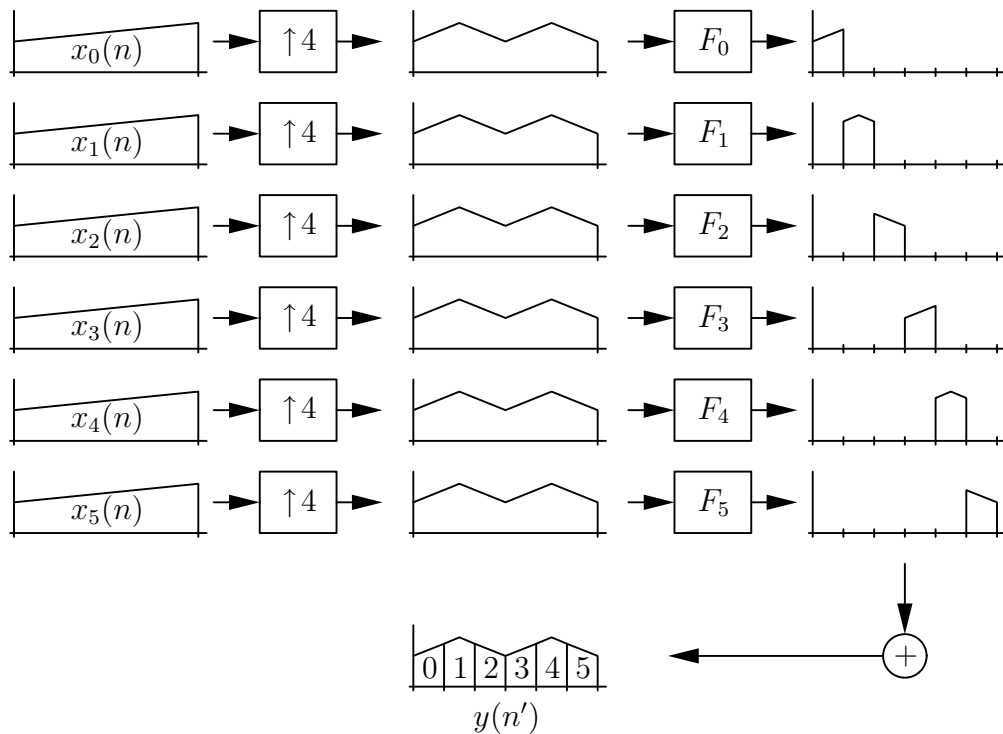 x₀(n) ↑4 F₀
x₁(n) ↑4 F₁
x₂(n) ↑4 F₂
x₃(n) ↑4 F₃
x₄(n) ↑4 F₄
x₅(n) ↑4 F₅
0 1 2 3 4 5 +
y(n′)